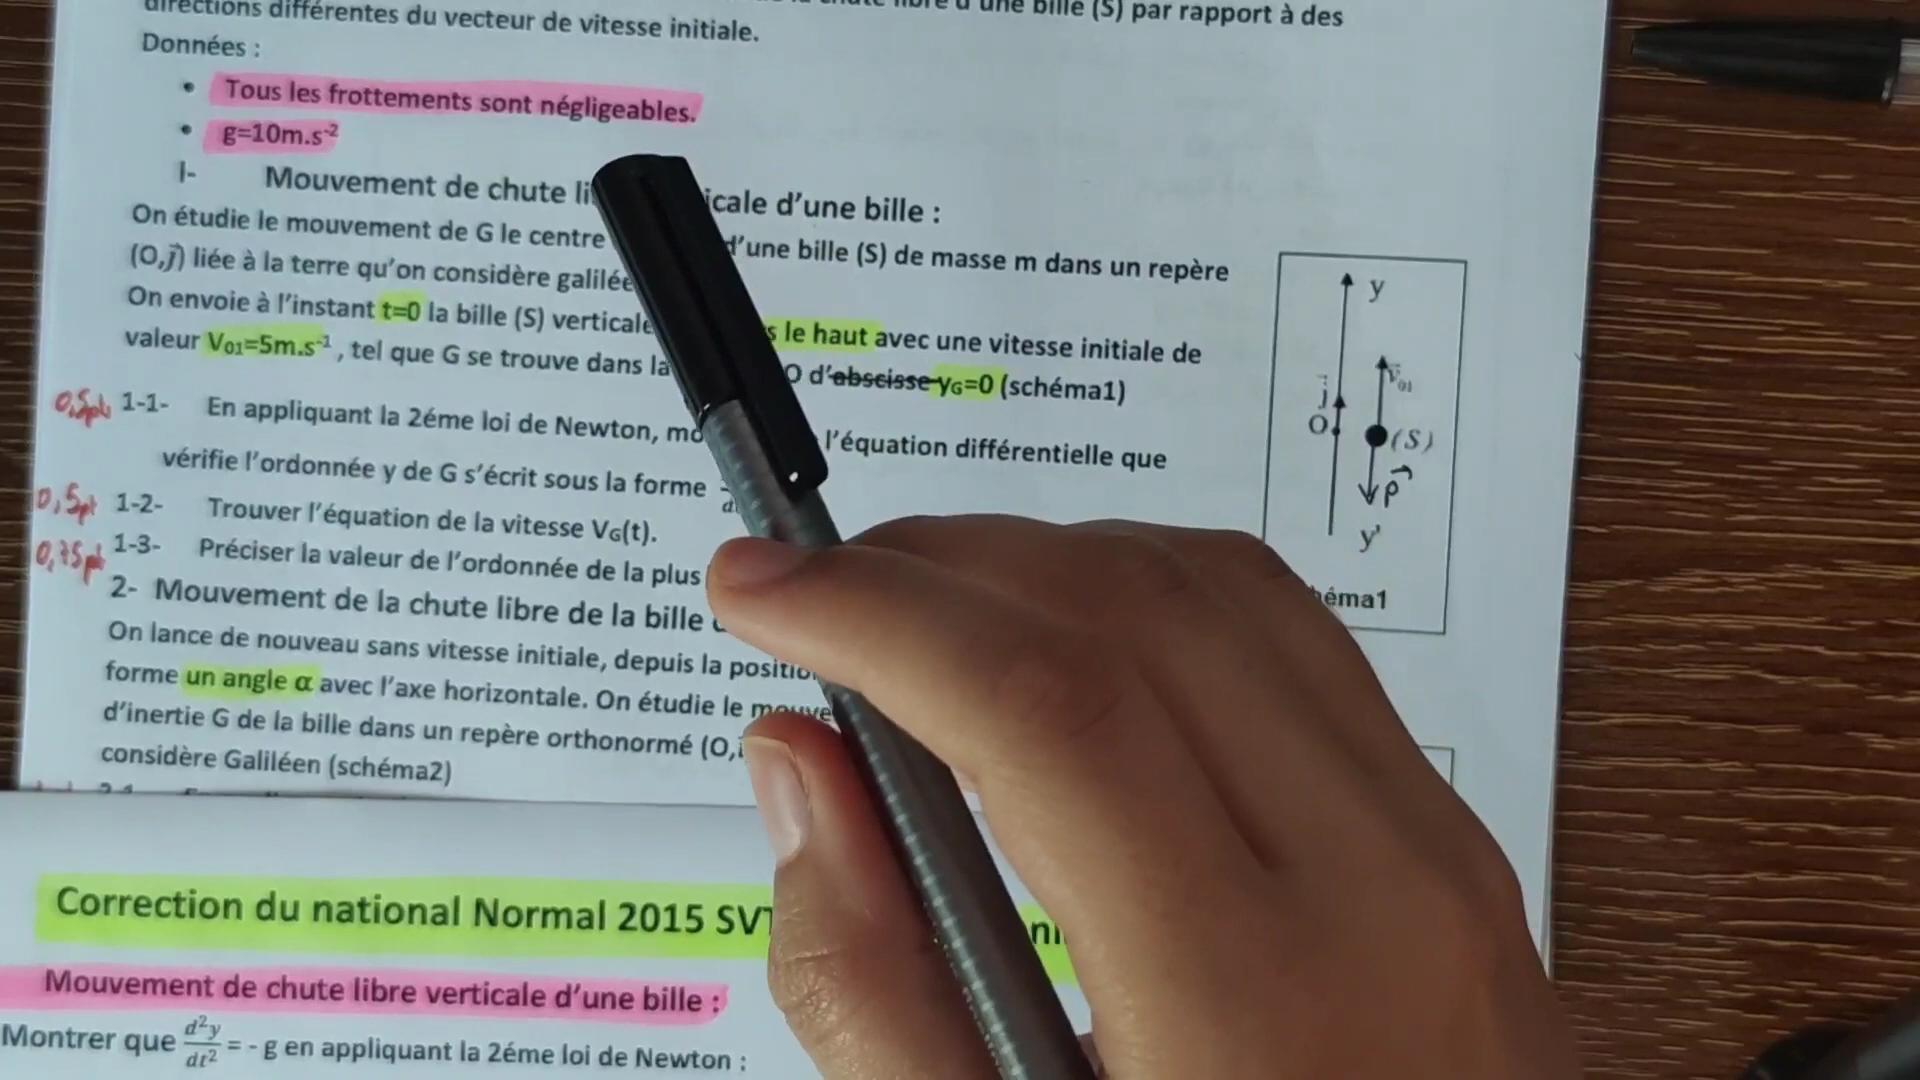 directions différentes du vecteur de vitesse initiale.
d'une bille (S) par rapport à des
Données :
• Tous les frottements sont négligeables.
• g=10m.s-2
I- Mouvement de chute icale d'une bille :
On étudie le mouvement de G le centre d'une bille (S) de masse m dans un repère
(O,j) liée à la terre qu'on considère galilée
On envoie à l'instant t=0 la bille (S) verticale le haut avec une vitesse initiale de
valeur V01=5m.s-1 , tel que G se trouve dans la O d'abscisse yG=0 (schéma1)
0,5pt 1-1- En appliquant la 2éme loi de Newton, mo l'équation différentielle que
vérifie l'ordonnée y de G s'écrit sous la forme
0,5pt 1-2- Trouver l'équation de la vitesse VG(t).
0,75pt 1-3- Préciser la valeur de l'ordonnée de la plus
2- Mouvement de la chute libre de la bille
On lance de nouveau sans vitesse initiale, depuis la positio
forme un angle α avec l'axe horizontale. On étudie le mouve
d'inertie G de la bille dans un repère orthonormé (O,i
considère Galiléen (schéma2)
y
V01
j
O
(S)
P
y'
héma1
Correction du national Normal 2015 SVT
Mouvement de chute libre verticale d'une bille :
Montrer que d²y/dt² = - g en appliquant la 2éme loi de Newton :